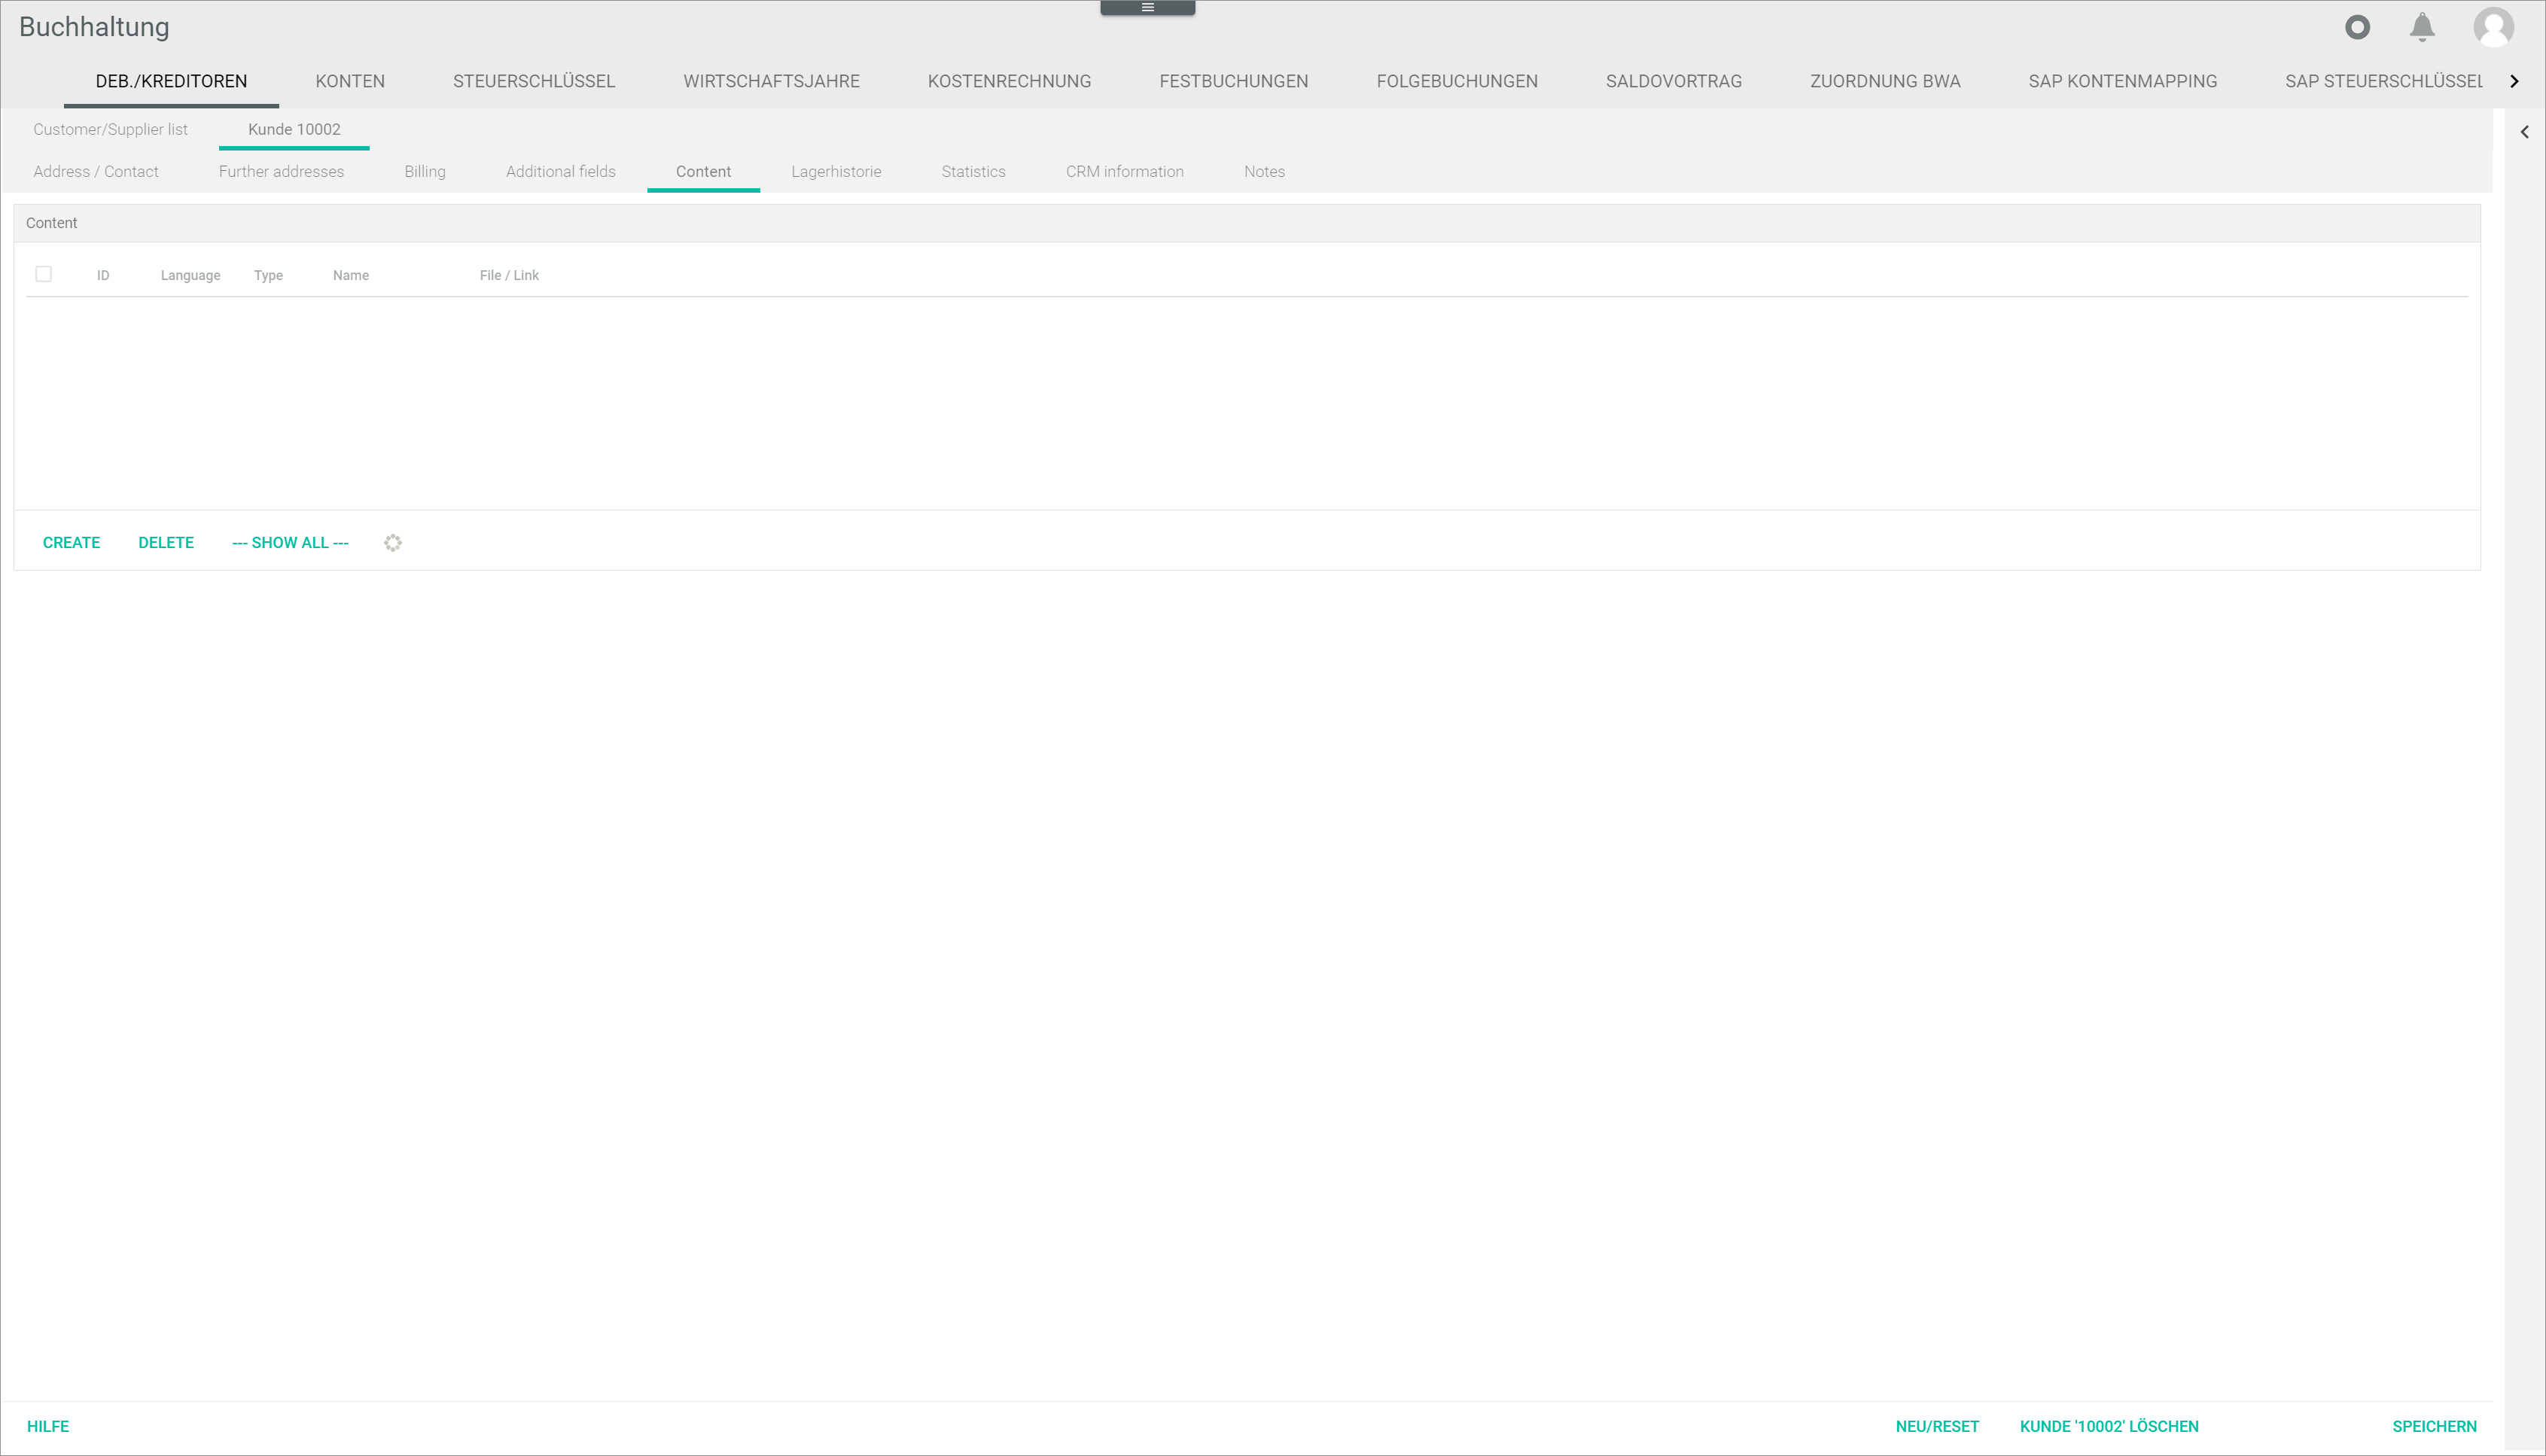 Buchhaltung
DEB./KREDITOREN KONTEN STEUERSCHLÜSSEL WIRTSCHAFTSJAHRE KOSTENRECHNUNG FESTBUCHUNGEN FOLGEBUCHUNGEN SALDOVORTRAG ZUORDNUNG BWA SAP KONTENMAPPING SAP STEUERSCHLÜSSEL
Customer/Supplier list Kunde 10002
Address / Contact Further addresses Billing Additional fields Content Lagerhistorie Statistics CRM information Notes
Content
ID Language Type Name File / Link
CREATE DELETE --- SHOW ALL ---
HILFE NEU/RESET KUNDE '10002' LÖSCHEN SPEICHERN